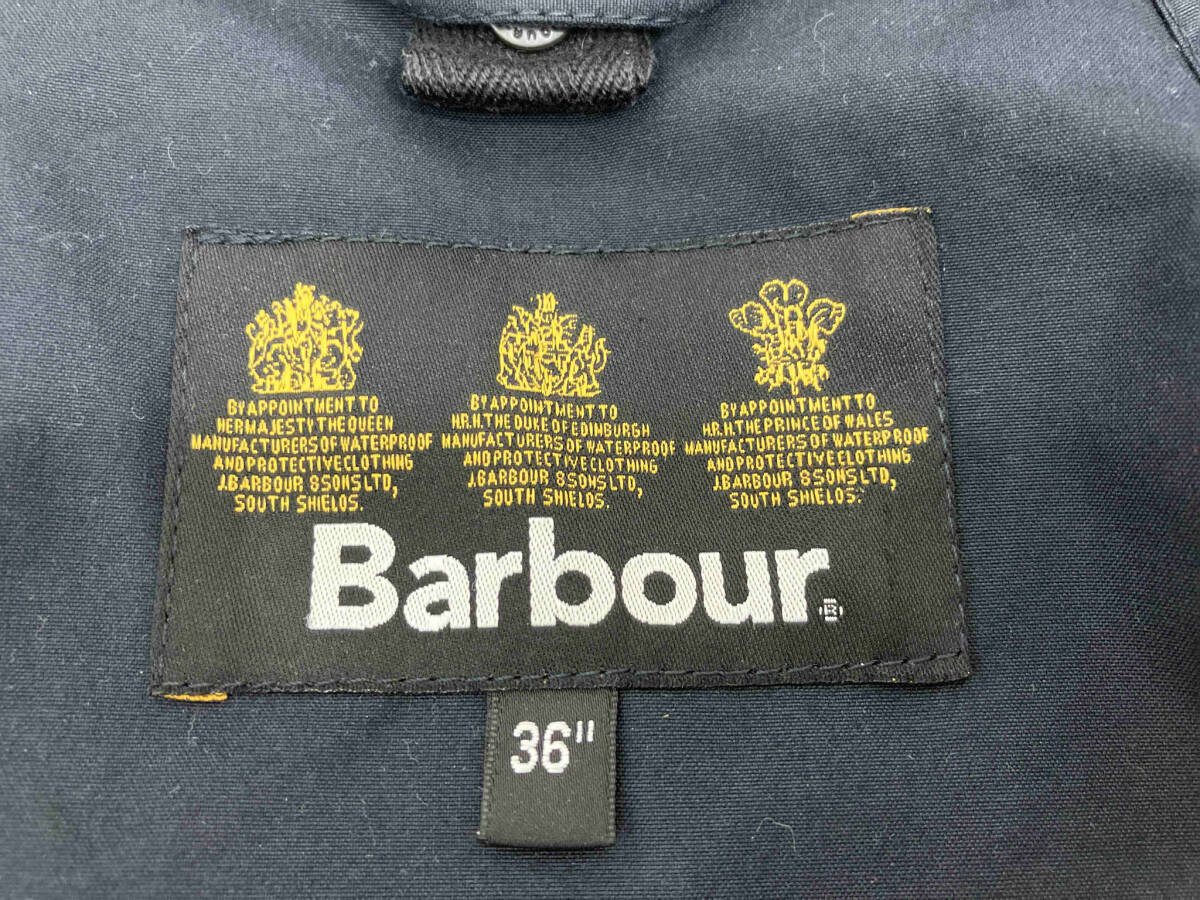 BY APPOINTMENT TO
HER MAJESTY THE QUEEN
MANUFACTURERS OF WATERPROOF
AND PROTECTIVE CLOTHING
J.BARBOUR & SONS LTD,
SOUTH SHIELDS.
BY APPOINTMENT TO
H.R.H. THE DUKE OF EDINBURGH
MANUFACTURERS OF WATERPROOF
AND PROTECTIVE CLOTHING
J.BARBOUR & SONS LTD,
SOUTH SHIELDS.
BY APPOINTMENT TO
H.R.H. THE PRINCE OF WALES
MANUFACTURERS OF WATERPROOF
AND PROTECTIVE CLOTHING
J.BARBOUR & SONS LTD,
SOUTH SHIELDS.
Barbour®
36"